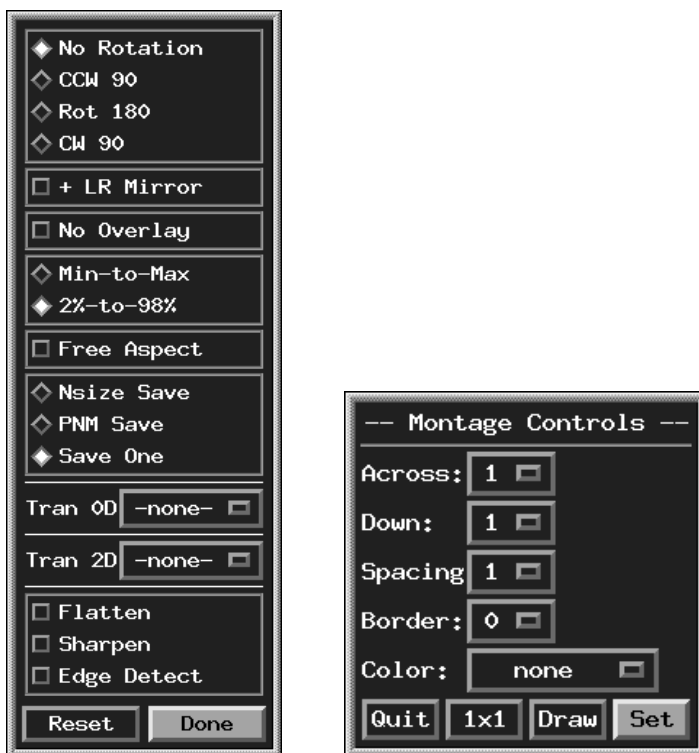 No Rotation
CCW 90
Rot 180
CW 90
+ LR Mirror
No Overlay
Min-to-Max
2%-to-98%
Free Aspect
Nsize Save
PNM Save
Save One
Tran 0D -none-
Tran 2D -none-
Flatten
Sharpen
Edge Detect
Reset Done
-- Montage Controls --
Across: 1
Down: 1
Spacing 1
Border: 0
Color: none
Quit 1x1 Draw Set